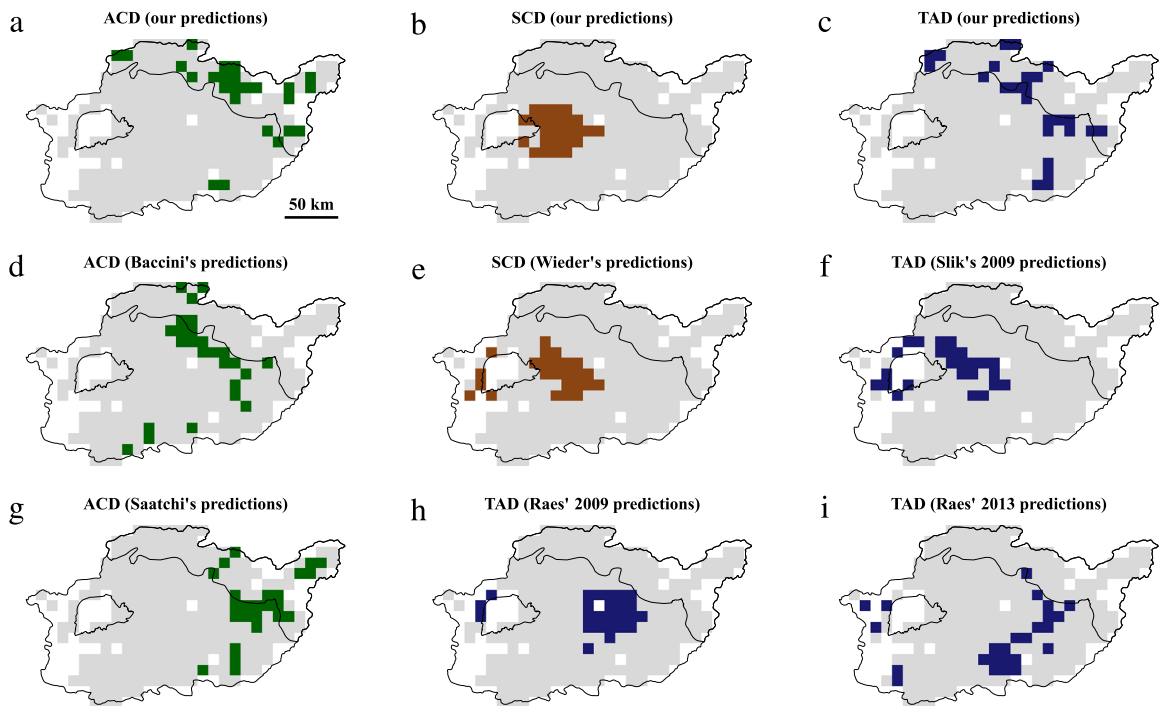 a
ACD (our predictions)
b
SCD (our predictions)
c
TAD (our predictions)
50 km
d
ACD (Baccini's predictions)
e
SCD (Wieder's predictions)
f
TAD (Slik's 2009 predictions)
g
ACD (Saatchi's predictions)
h
TAD (Raes' 2009 predictions)
i
TAD (Raes' 2013 predictions)